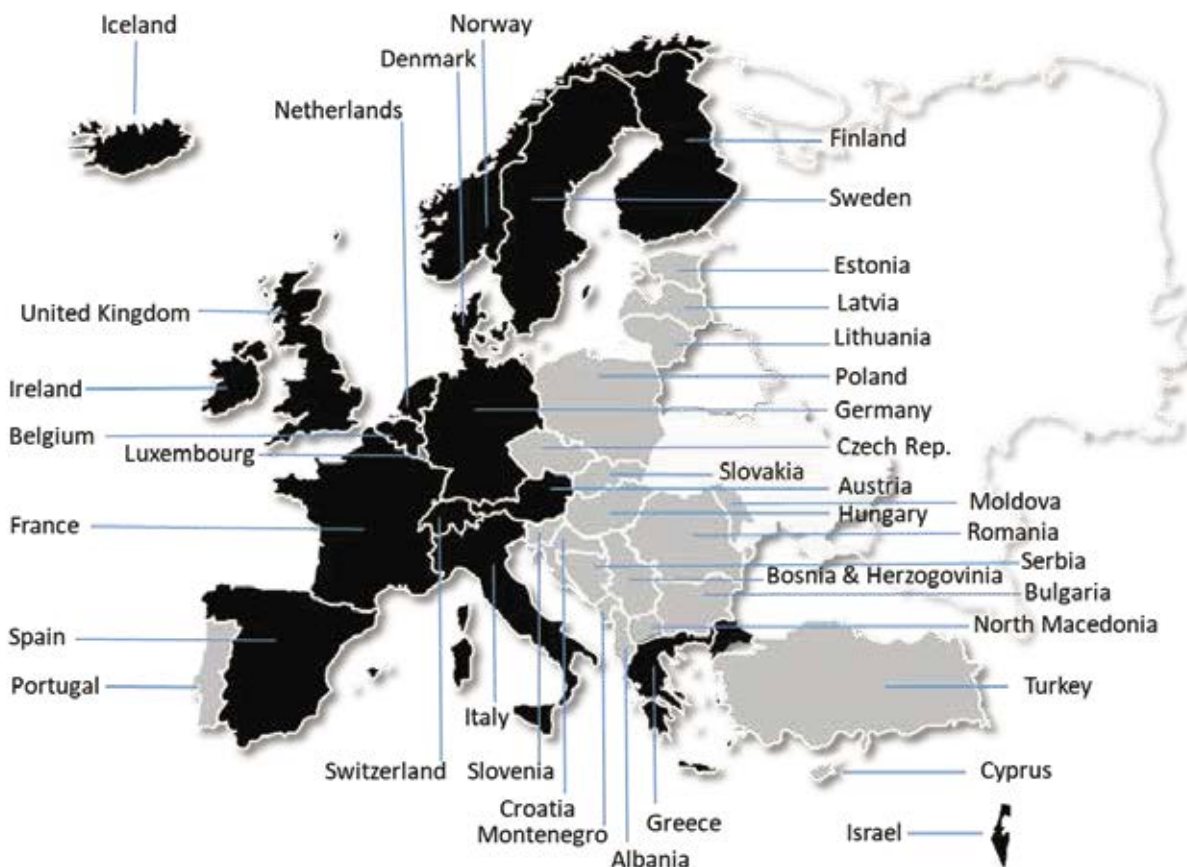 Iceland
Norway
Denmark
Netherlands
Finland
Sweden
Estonia
United Kingdom
Latvia
Lithuania
Ireland
Poland
Germany
Belgium
Luxembourg
Czech Rep.
Slovakia
Austria
Moldova
Hungary
France
Romania
Serbia
Bosnia & Herzogovinia
Bulgaria
North Macedonia
Spain
Portugal
Turkey
Italy
Switzerland
Slovenia
Cyprus
Croatia
Montenegro
Greece
Israel
Albania